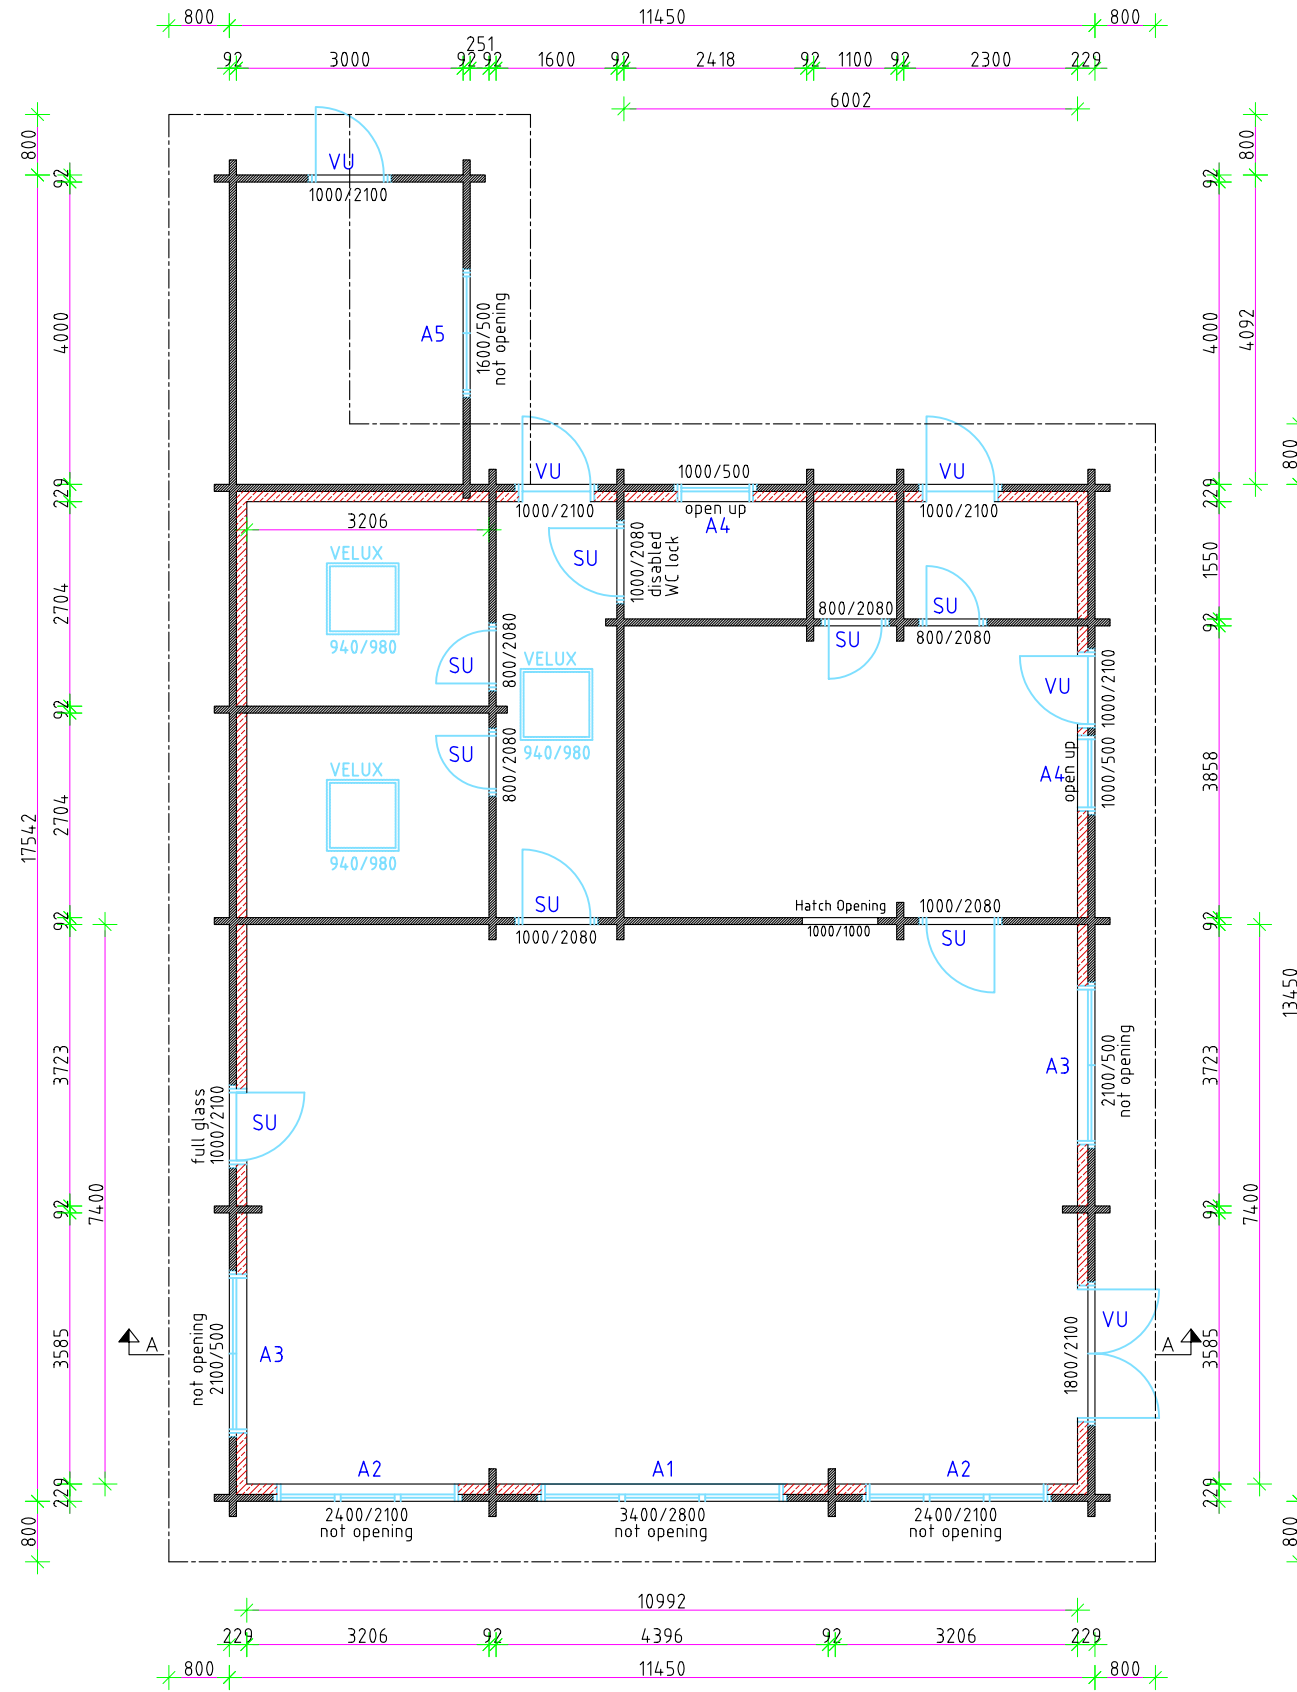 800
11450
800
251
92
3000
92
92
1600
92
2418
92
1100
92
2300
229
6002
800
800
VU
92
1000/2100
92
4000
A5
1600/500
not opening
4000
4092
800
VU
1000/500
VU
229
1000/2100
open up
A4
1000/2100
229
3206
VELUX
SU
1000/2080
disabled
WC lock
1550
2704
940/980
SU
800/2080
SU
800/2080
SU
800/2080
92
SU
800/2080
VELUX
VU
1000/2100
92
940/980
SU
800/2080
VELUX
open up
A4
1000/500
3858
2704
940/980
17542
SU
Hatch Opening
1000/2080
92
1000/2080
1000/1000
SU
92
13450
3723
A3
2100/500
not opening
3723
full glass
1000/2100
SU
92
7400
92
7400
A
3585
not opening
2100/500
A3
1800/2100
VU
A
3585
A2
A1
A2
229
2400/2100
not opening
3400/2800
not opening
2400/2100
not opening
229
800
800
10992
229
3206
92
4396
92
3206
229
800
11450
800